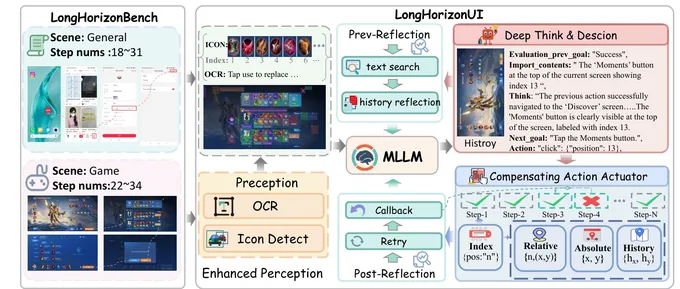 LongHorizonBench
Scene: General
Step nums :18~31
Scene: Game
Step nums:22~34
LongHorizonUI
ICON:
Index: 1 2 3 4 5 6 ...
OCR: Tap use to replace ...
Preception
OCR
Icon Detect
Enhanced Perception
Prev-Reflection
text search
history reflection
MLLM
Callback
Retry
Post-Reflection
Deep Think & Descion
Histroy
Evaluation_prev_goal: "Success",
Import_contents: " The 'Moments' button
at the top of the current screen showing
index 13 ",
Think: "The previous action successfully
navigated to the 'Discover' screen.....The
'Moments' button is clearly visible at the top
of the screen, labeled with index 13.
Next_goal: "Tap the Moments button.",
Action: "click": {"position": 13},
Compensating Action Actuator
Step-1 Step-2 Step-3 Step-4 ... Step-N
Index
{pos:"n"}
Relative
{n,(x,y)}
Absolute
{x, y}
History
{hx, hy}